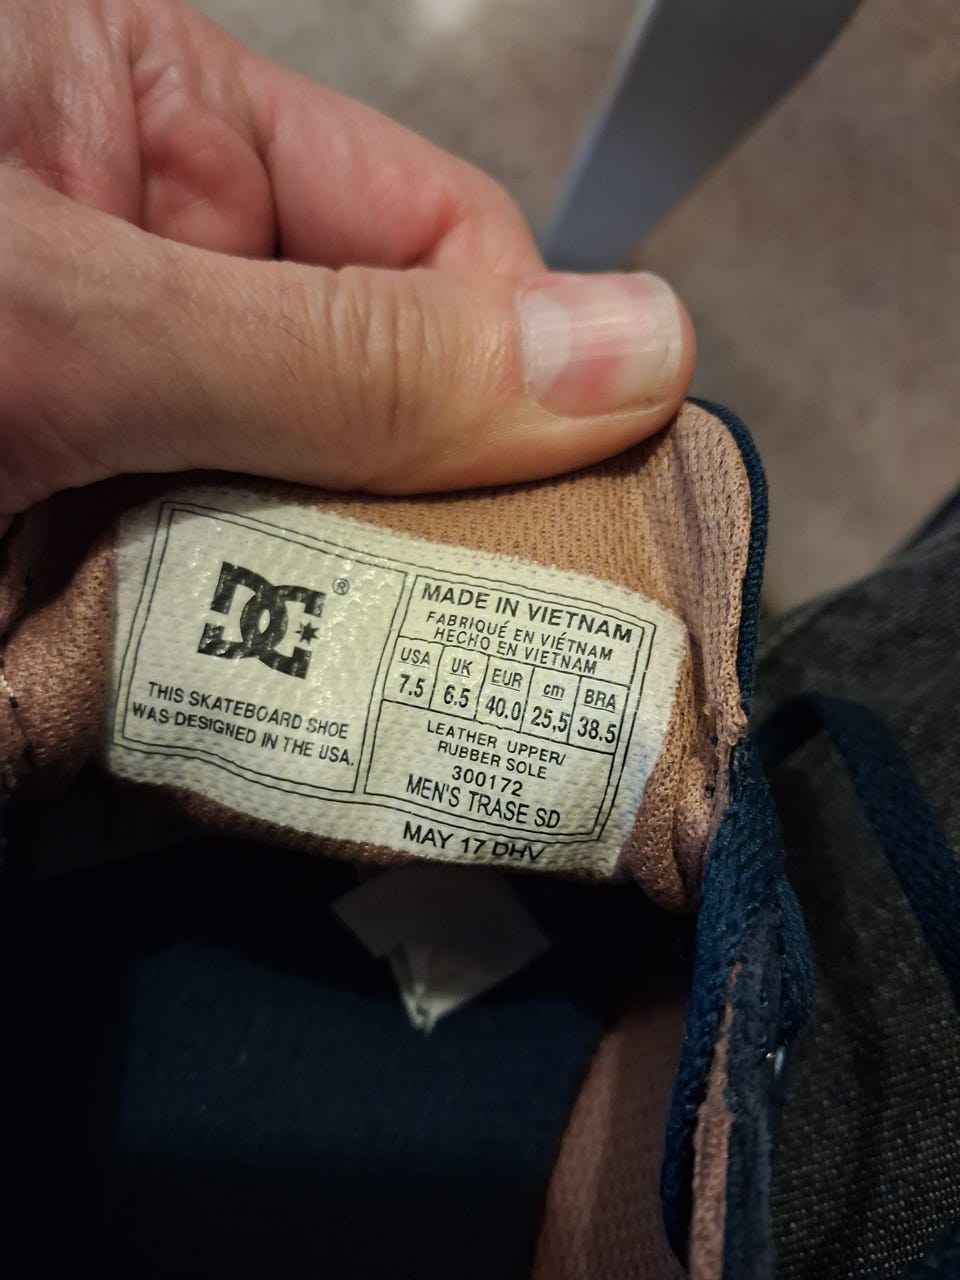 DC®
THIS SKATEBOARD SHOE
WAS DESIGNED IN THE USA.
MADE IN VIETNAM
FABRIQUÉ EN VIÉTNAM
HECHO EN VIETNAM
USA UK EUR cm BRA
7.5 6.5 40.0 25,5 38.5
LEATHER UPPER/
RUBBER SOLE
300172
MEN'S TRASE SD
MAY 17 DHV